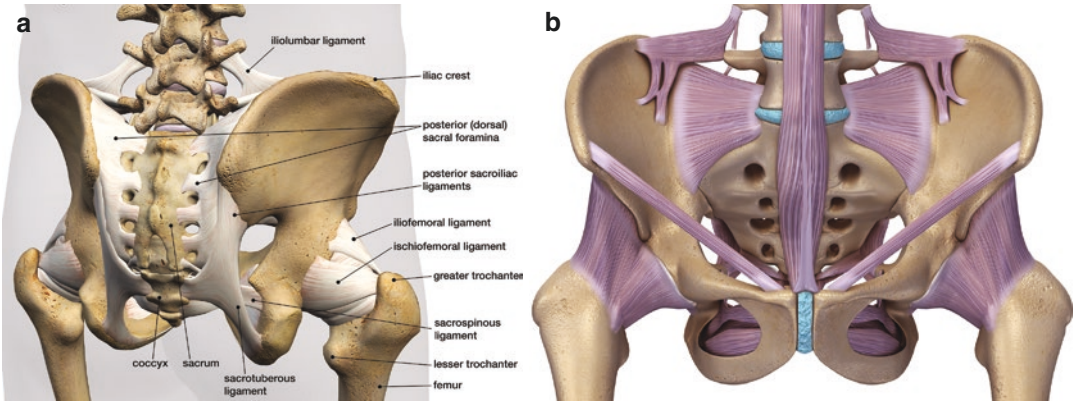 a
b
iliolumbar ligament
iliac crest
posterior (dorsal)
sacral foramina
posterior sacroiliac
ligaments
iliofemoral ligament
ischiofemoral ligament
greater trochanter
sacrospinous
ligament
lesser trochanter
femur
coccyx
sacrum
sacrotuberous
ligament